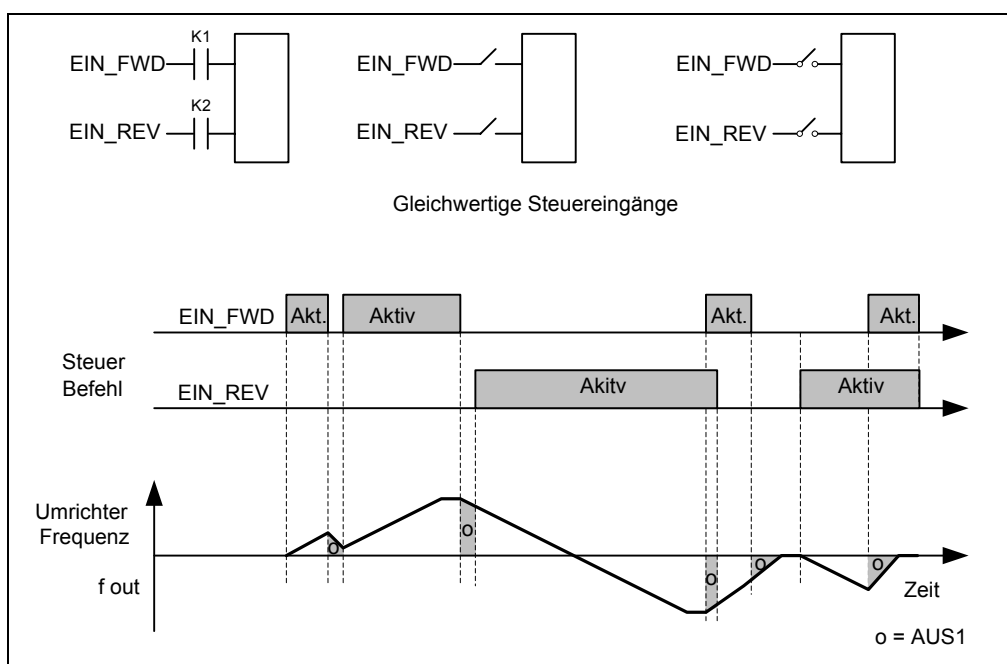 K1
EIN_FWD
K2
EIN_REV
EIN_FWD
EIN_REV
EIN_FWD
EIN_REV
Gleichwertige Steuereingänge
EIN_FWD
Akt.
Aktiv
Akt.
Akt.
Steuer
Befehl
EIN_REV
Akitv
Aktiv
Umrichter
Frequenz
f out
o
o
o
o
o
Zeit
o = AUS1